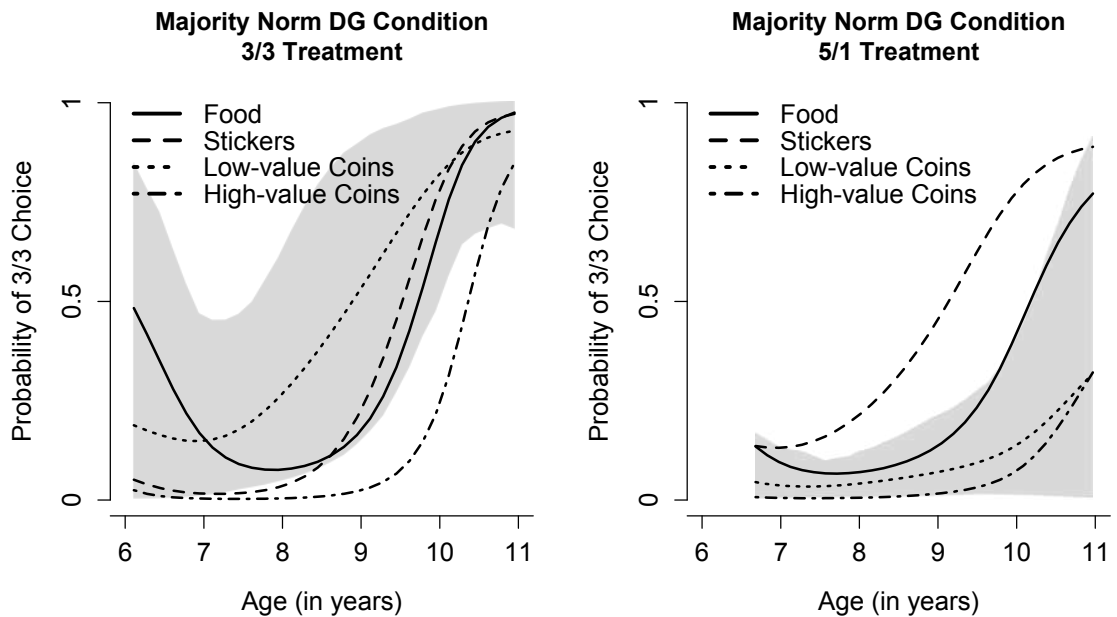 Majority Norm DG Condition
3/3 Treatment
Probability of 3/3 Choice
1
0.5
0
Food
Stickers
Low-value Coins
High-value Coins
6 7 8 9 10 11
Age (in years)
Majority Norm DG Condition
5/1 Treatment
Probability of 3/3 Choice
1
0.5
0
Food
Stickers
Low-value Coins
High-value Coins
6 7 8 9 10 11
Age (in years)